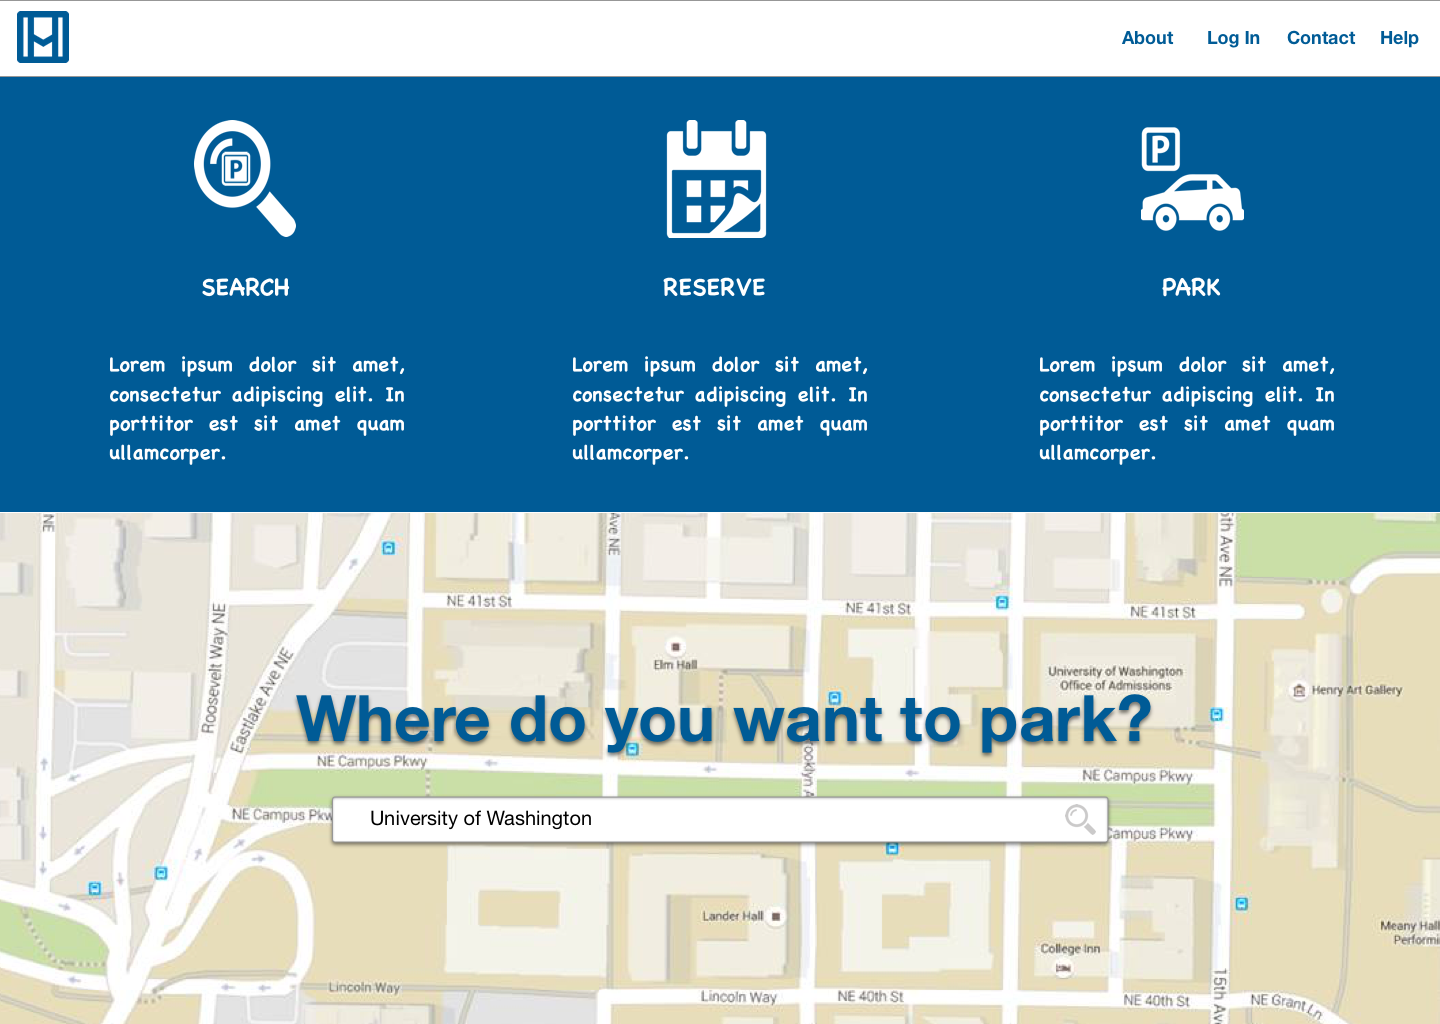 About Log In Contact Help
P
P
SEARCH
RESERVE
PARK
Lorem ipsum dolor sit amet,
consectetur adipiscing elit. In
porttitor est sit amet quam
ullamcorper.
Lorem ipsum dolor sit amet,
consectetur adipiscing elit. In
porttitor est sit amet quam
ullamcorper.
Lorem ipsum dolor sit amet,
consectetur adipiscing elit. In
porttitor est sit amet quam
ullamcorper.
NE
Ave NE
5th Ave NE
NE 41st St
NE 41st St
NE 41st St
Roosevelt Way NE
Eastlake Ave NE
Elm Hall
University of Washington
Office of Admissions
Henry Art Gallery
Where do you want to park?
NE Campus Pkwy
NE Campus Pkwy
rooklyn A
NE Campus Pkw
University of Washington
Campus Pkwy
Lander Hall
College Inn
Meany Hall
Performi
Lincoln Way
Lincoln Way
NE 40th St
NE 40th St
15th Av
NE Grant Ln